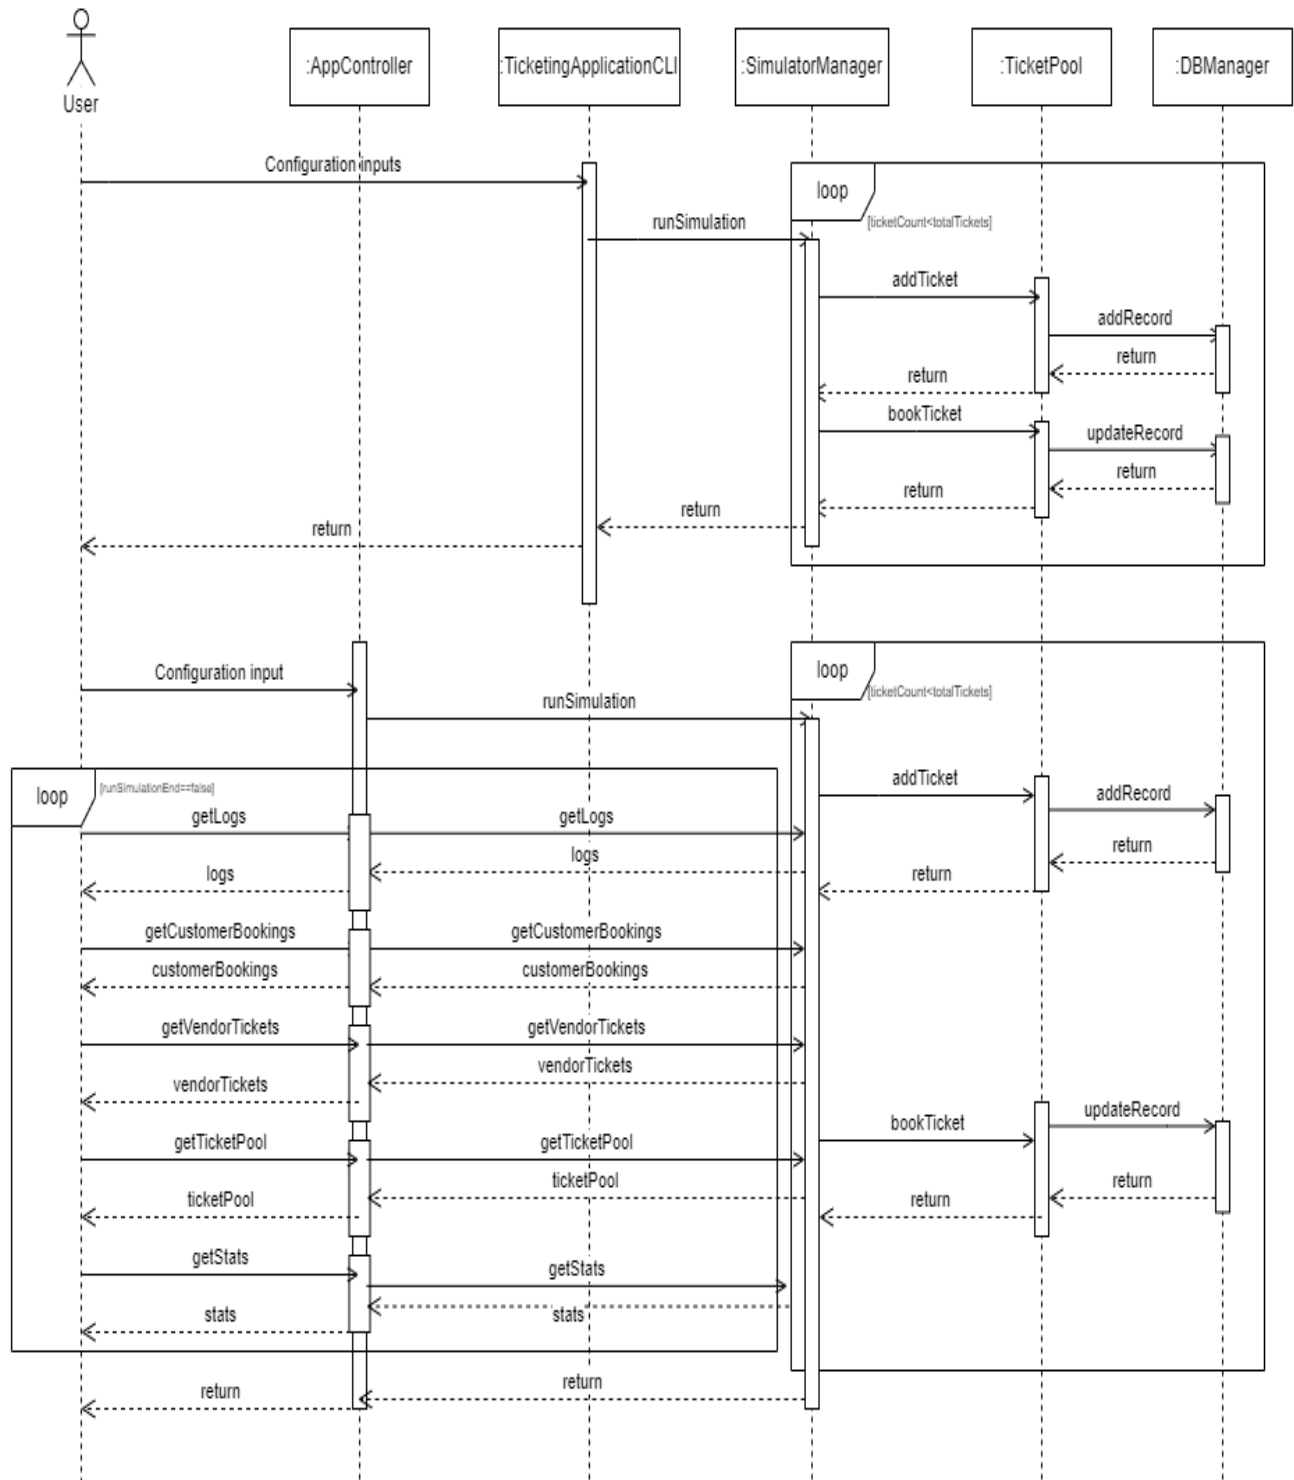 User
:AppController
:TicketingApplicationCLI
:SimulatorManager
:TicketPool
:DBManager
Configuration inputs
loop
[ticketCount<totalTickets]
runSimulation
addTicket
addRecord
return
return
bookTicket
updateRecord
return
return
return
return
loop
[ticketCount<totalTickets]
Configuration input
runSimulation
loop
[runSimulationEnd==false]
addTicket
addRecord
getLogs
getLogs
return
logs
logs
return
getCustomerBookings
getCustomerBookings
customerBookings
customerBookings
getVendorTickets
getVendorTickets
vendorTickets
vendorTickets
updateRecord
bookTicket
getTicketPool
getTicketPool
ticketPool
return
ticketPool
return
getStats
getStats
stats
stats
return
return